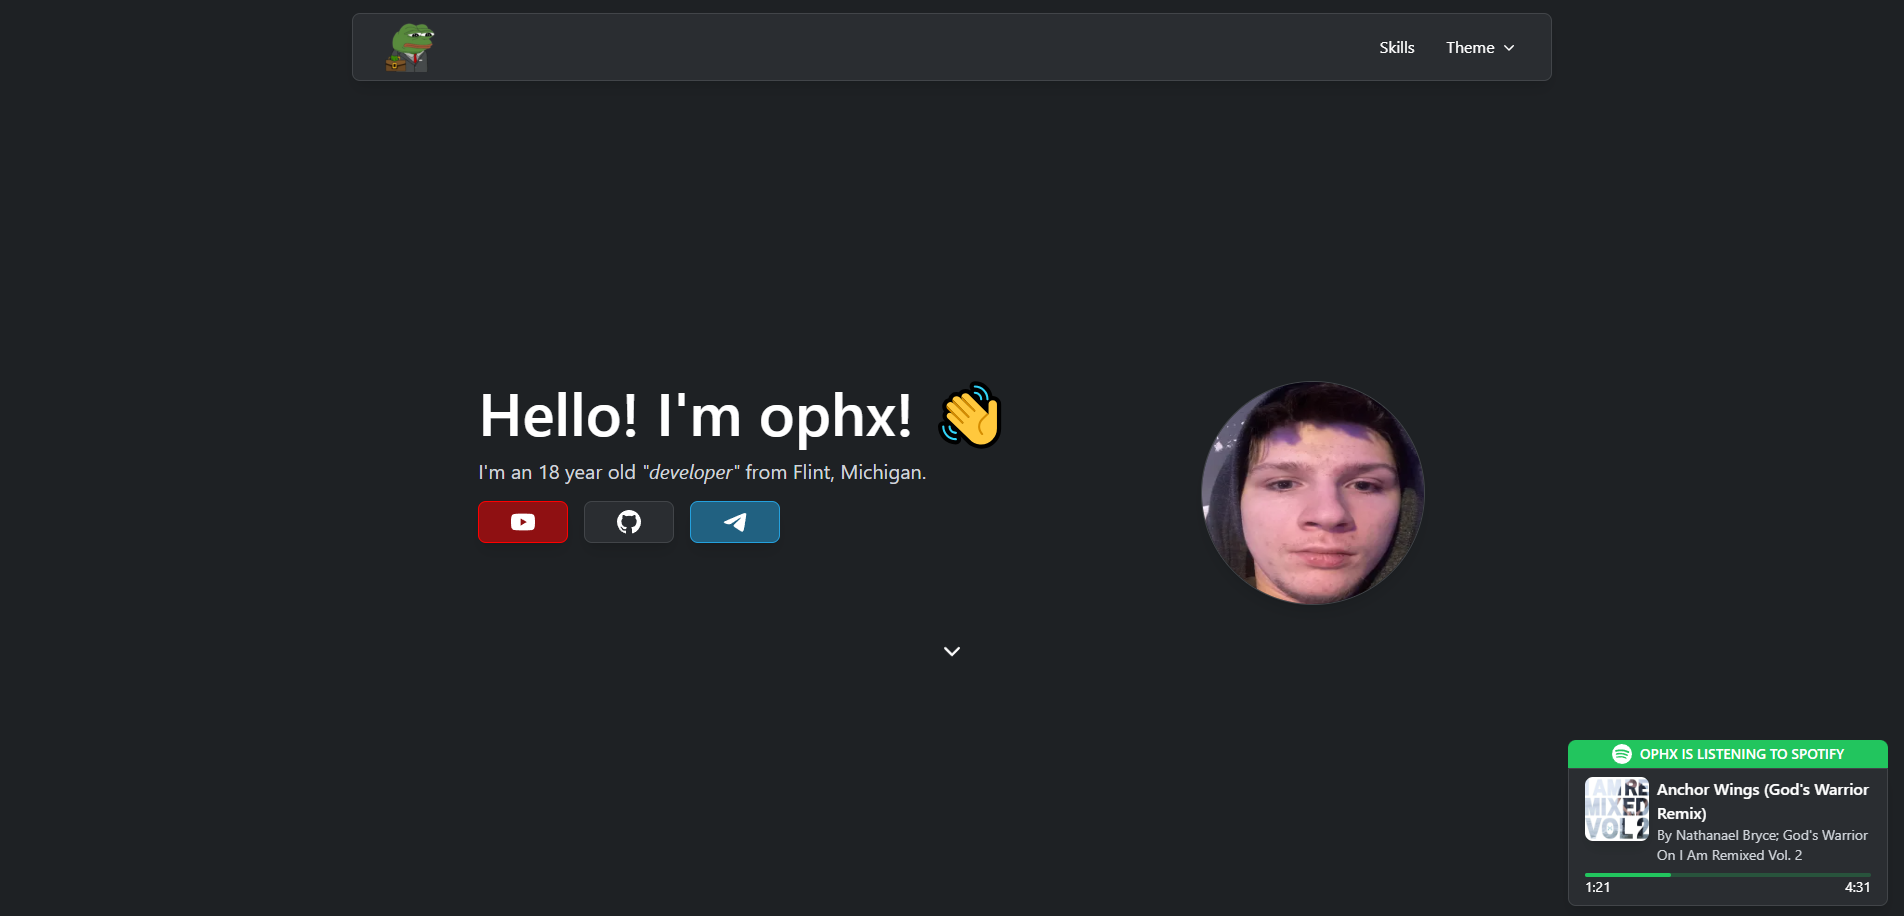 Skills
Theme
Hello! I'm ophx!
I'm an 18 year old "developer" from Flint, Michigan.
OPHX IS LISTENING TO SPOTIFY
I AM RE
MIXED
VOL 2
Anchor Wings (God's Warrior
Remix)
By Nathanael Bryce; God's Warrior
On I Am Remixed Vol. 2
1:21
4:31